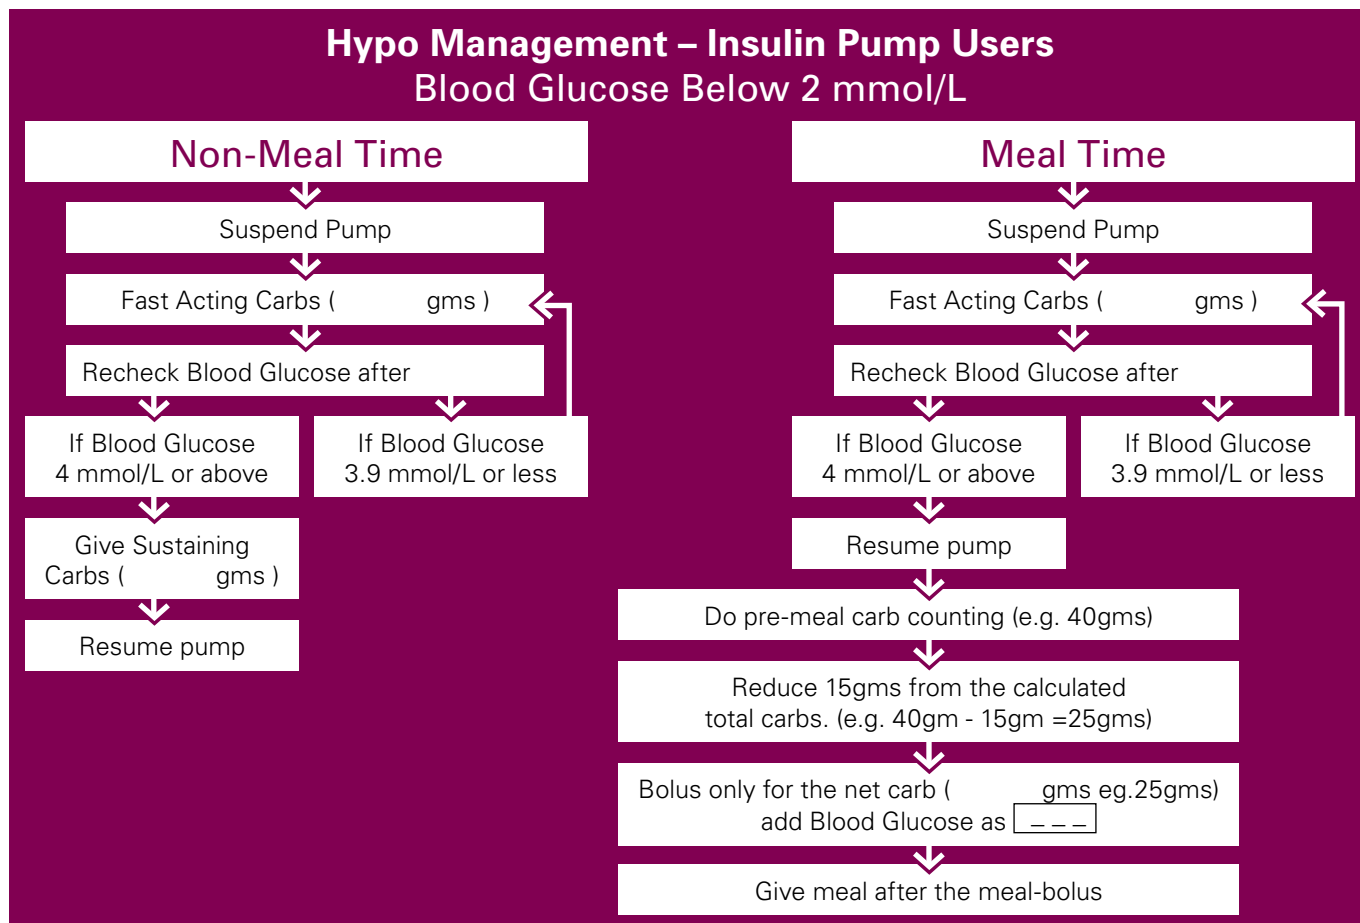 Hypo Management – Insulin Pump Users
Blood Glucose Below 2 mmol/L
Non-Meal Time
Suspend Pump
Fast Acting Carbs ( gms )
Recheck Blood Glucose after
If Blood Glucose
4 mmol/L or above
If Blood Glucose
3.9 mmol/L or less
Give Sustaining
Carbs ( gms )
Resume pump
Meal Time
Suspend Pump
Fast Acting Carbs ( gms )
Recheck Blood Glucose after
If Blood Glucose
4 mmol/L or above
If Blood Glucose
3.9 mmol/L or less
Resume pump
Do pre-meal carb counting (e.g. 40gms)
Reduce 15gms from the calculated
total carbs. (e.g. 40gm - 15gm =25gms)
Bolus only for the net carb ( gms eg.25gms)
add Blood Glucose as _ _ _
Give meal after the meal-bolus